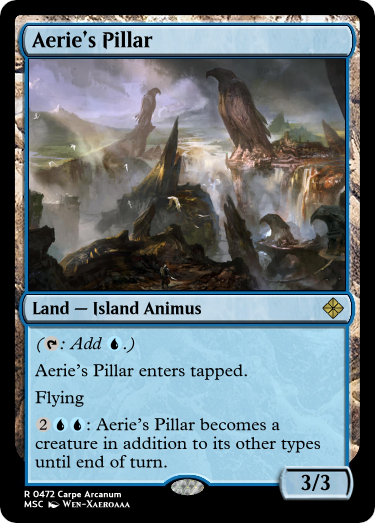 Aerie's Pillar
Land — Island Animus
(T: Add U.)
Aerie's Pillar enters tapped.
Flying
2UU: Aerie's Pillar becomes a
creature in addition to its other types
until end of turn.
3/3
R 0472 Carpe Arcanum
MSC Wen-Xaeroaaa